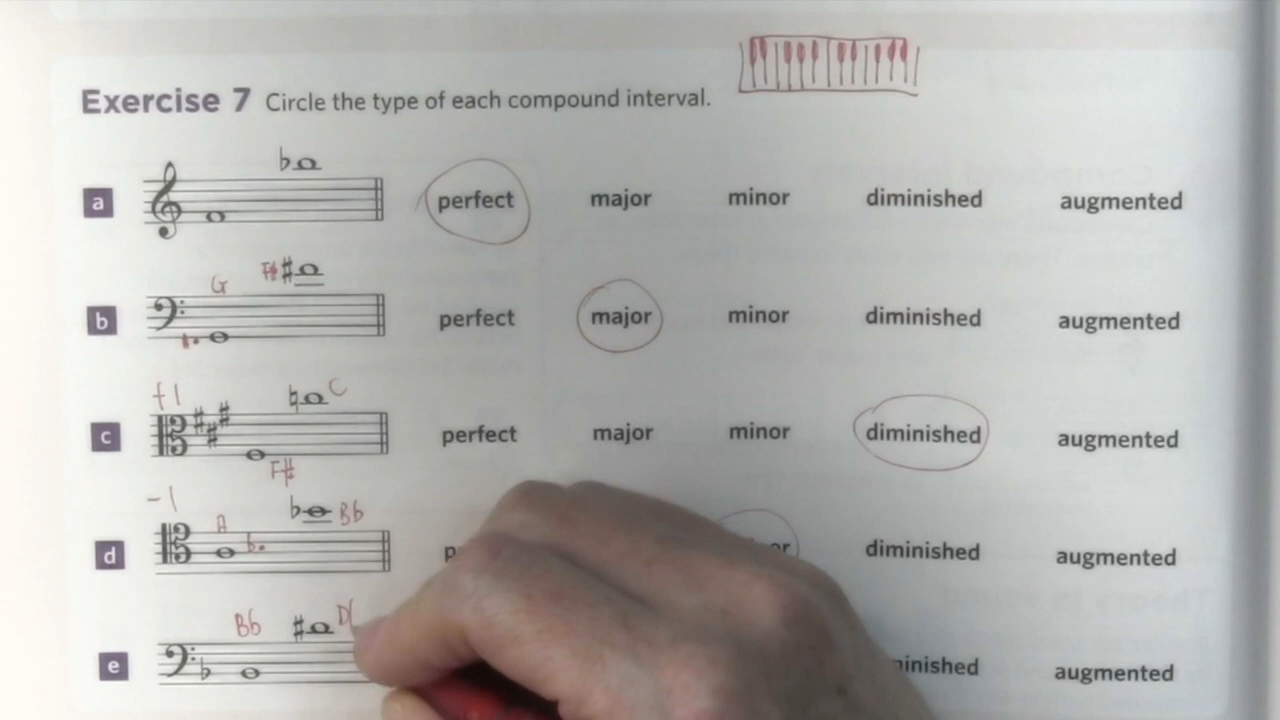 Exercise 7 Circle the type of each compound interval.
a perfect major minor diminished augmented
G F#
b perfect major minor diminished augmented
+1 C
c perfect major minor diminished augmented
F#
-1 A Bb
d diminished augmented
Bb D
e augmented